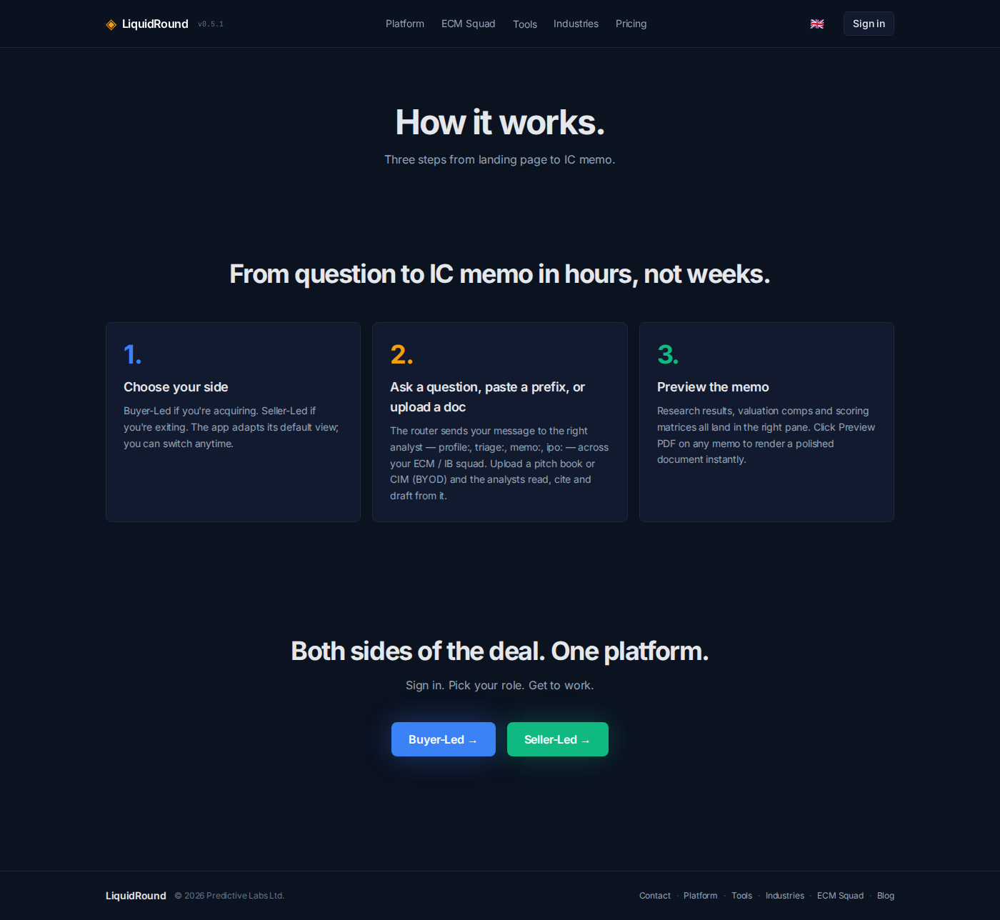 ◈ LiquidRound v0.5.1 Platform ECM Squad Tools Industries Pricing Sign in
How it works.
Three steps from landing page to IC memo.
From question to IC memo in hours, not weeks.
1.
Choose your side
Buyer-Led if you're acquiring. Seller-Led if
you're exiting. The app adapts its default view;
you can switch anytime.
2.
Ask a question, paste a prefix, or
upload a doc
The router sends your message to the right
analyst — profile:, triage:, memo:, ipo: — across
your ECM / IB squad. Upload a pitch book or
CIM (BYOD) and the analysts read, cite and
draft from it.
3.
Preview the memo
Research results, valuation comps and scoring
matrices all land in the right pane. Click Preview
PDF on any memo to render a polished
document instantly.
Both sides of the deal. One platform.
Sign in. Pick your role. Get to work.
Buyer-Led → Seller-Led →
LiquidRound © 2026 Predictive Labs Ltd. Contact · Platform · Tools · Industries · ECM Squad · Blog